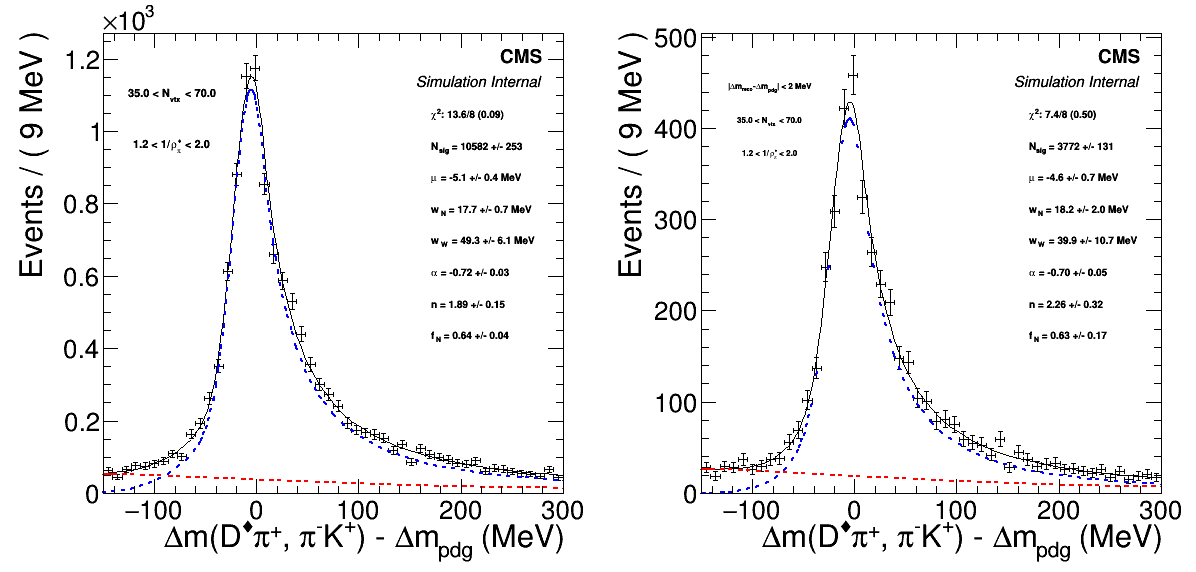 ×10³
CMS
Simulation Internal
35.0 < N_vtx < 70.0
1.2 < 1/ρ_π^♦ < 2.0
χ²: 13.6/8 (0.09)
N_sig = 10582 +/- 253
μ = -5.1 +/- 0.4 MeV
w_N = 17.7 +/- 0.7 MeV
w_W = 49.3 +/- 6.1 MeV
α = -0.72 +/- 0.03
n = 1.89 +/- 0.15
f_N = 0.64 +/- 0.04
Events / ( 9 MeV )
1.2
1
0.8
0.6
0.4
0.2
0
−100 0 100 200 300
Δm(D♦π⁺, π⁻K⁺) - Δm_pdg (MeV)
CMS
Simulation Internal
|Δm_reco-Δm_pdg| < 2 MeV
35.0 < N_vtx < 70.0
1.2 < 1/ρ_π^♦ < 2.0
χ²: 7.4/8 (0.50)
N_sig = 3772 +/- 131
μ = -4.6 +/- 0.7 MeV
w_N = 18.2 +/- 2.0 MeV
w_W = 39.9 +/- 10.7 MeV
α = -0.70 +/- 0.05
n = 2.26 +/- 0.32
f_N = 0.63 +/- 0.17
Events / ( 9 MeV )
500
400
300
200
100
0
−100 0 100 200 300
Δm(D♦π⁺, π⁻K⁺) - Δm_pdg (MeV)